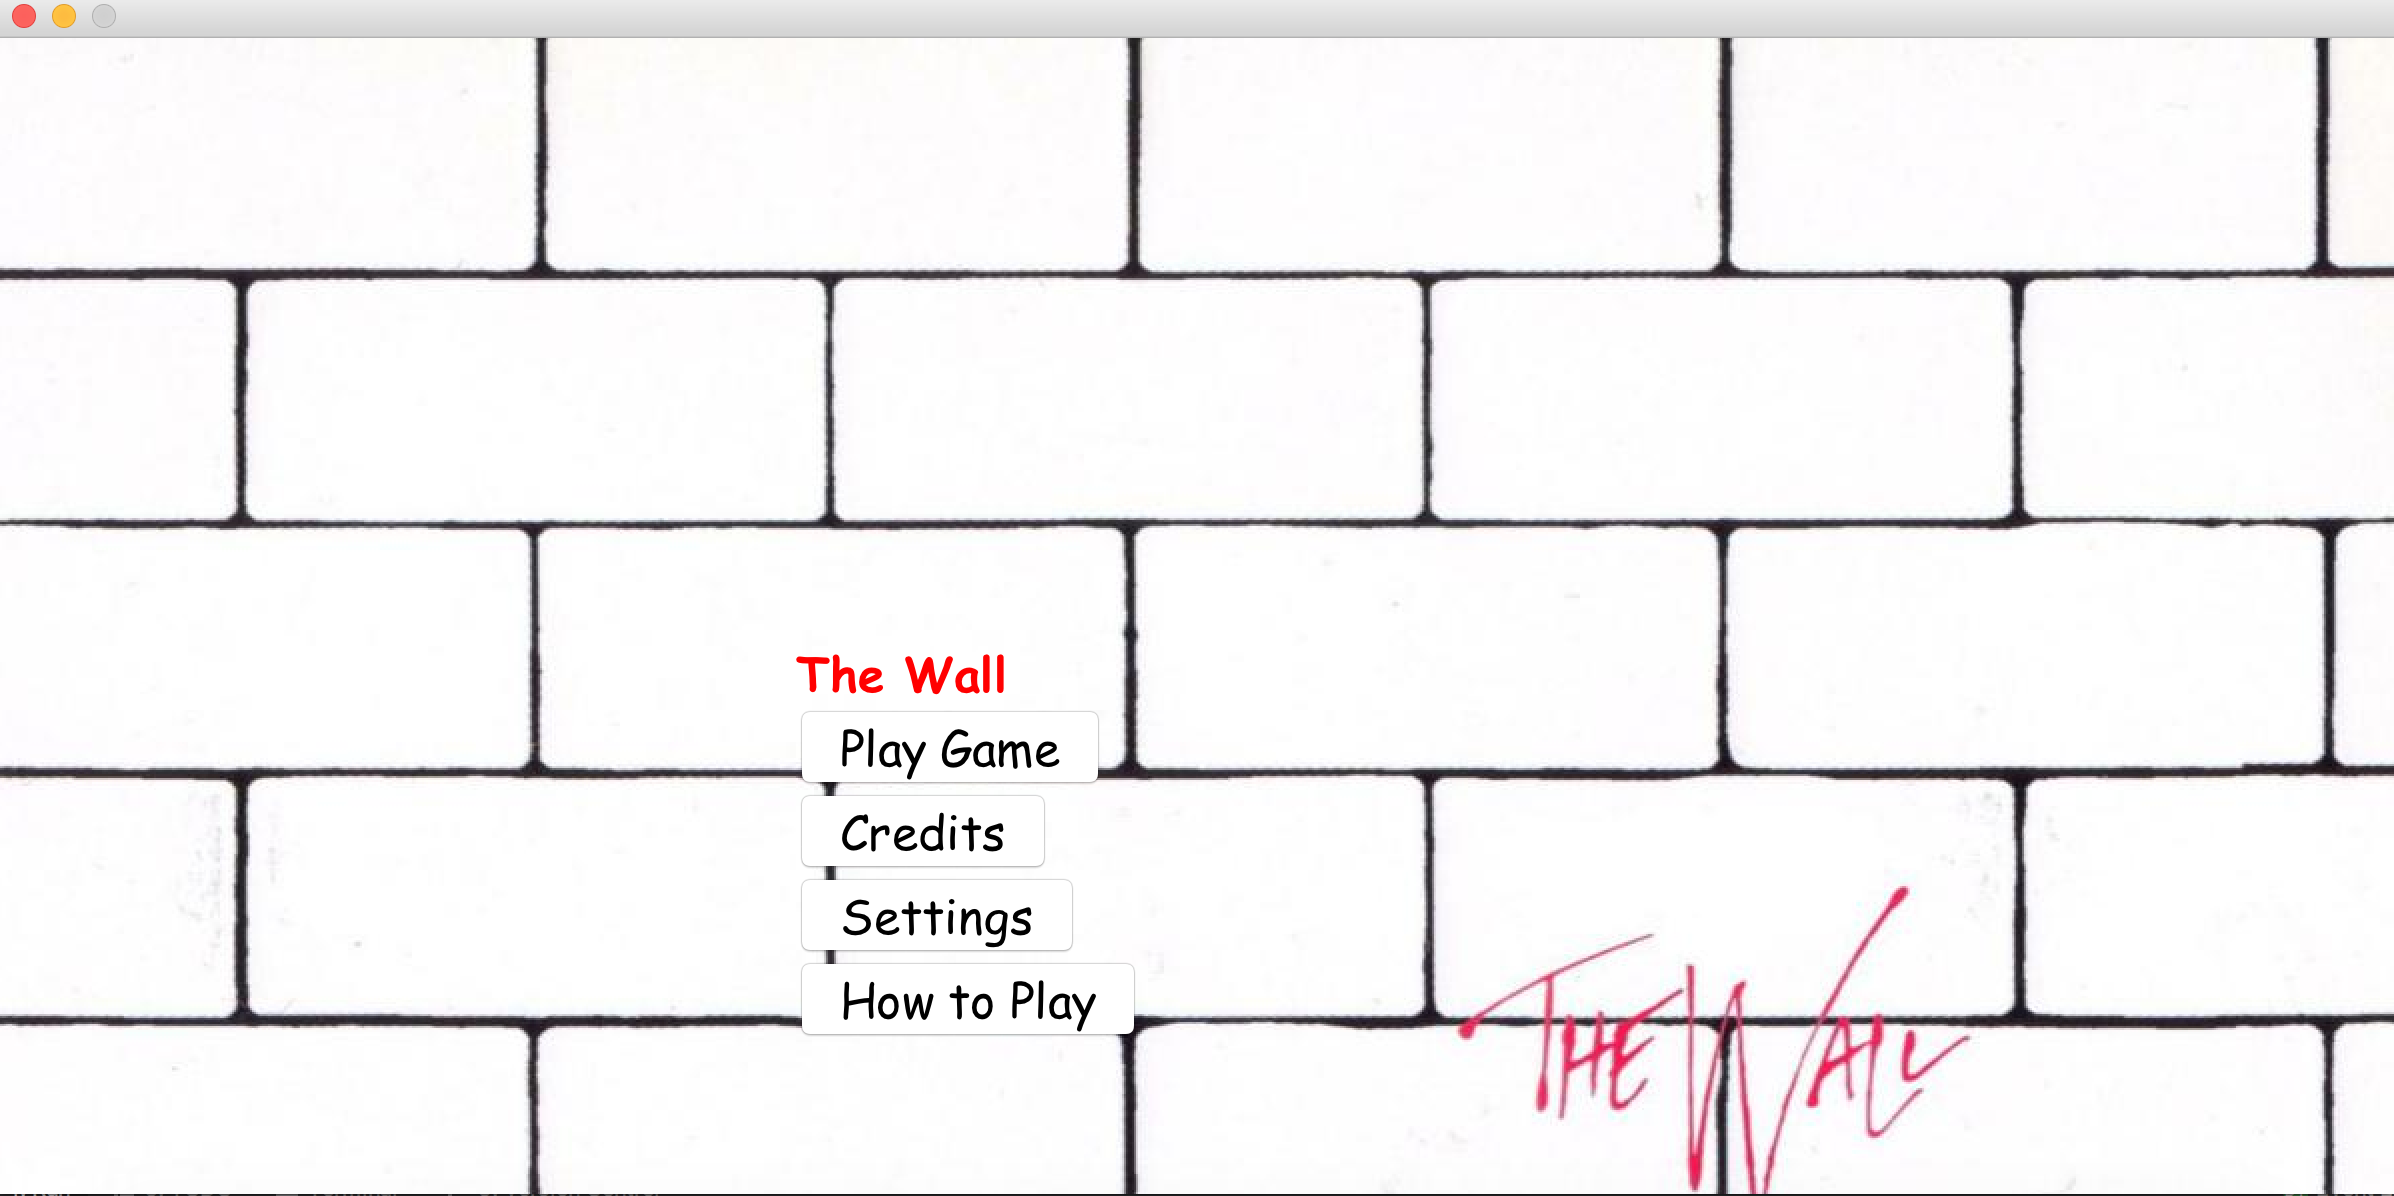 The Wall
Play Game
Credits
Settings
How to Play
THE WALL